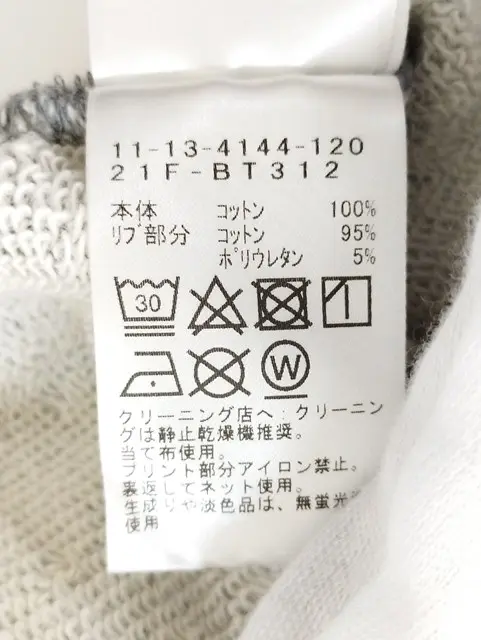 11-13-4144-120
21F-BT312
本体 コットン 100%
リブ部分 コットン 95%
ポリウレタン 5%
30
W
クリーニング店へ:クリーニン
グは静止乾燥機推奨。
当て布使用。
プリント部分アイロン禁止。
裏返してネット使用。
生成りや淡色品は、無蛍光
使用